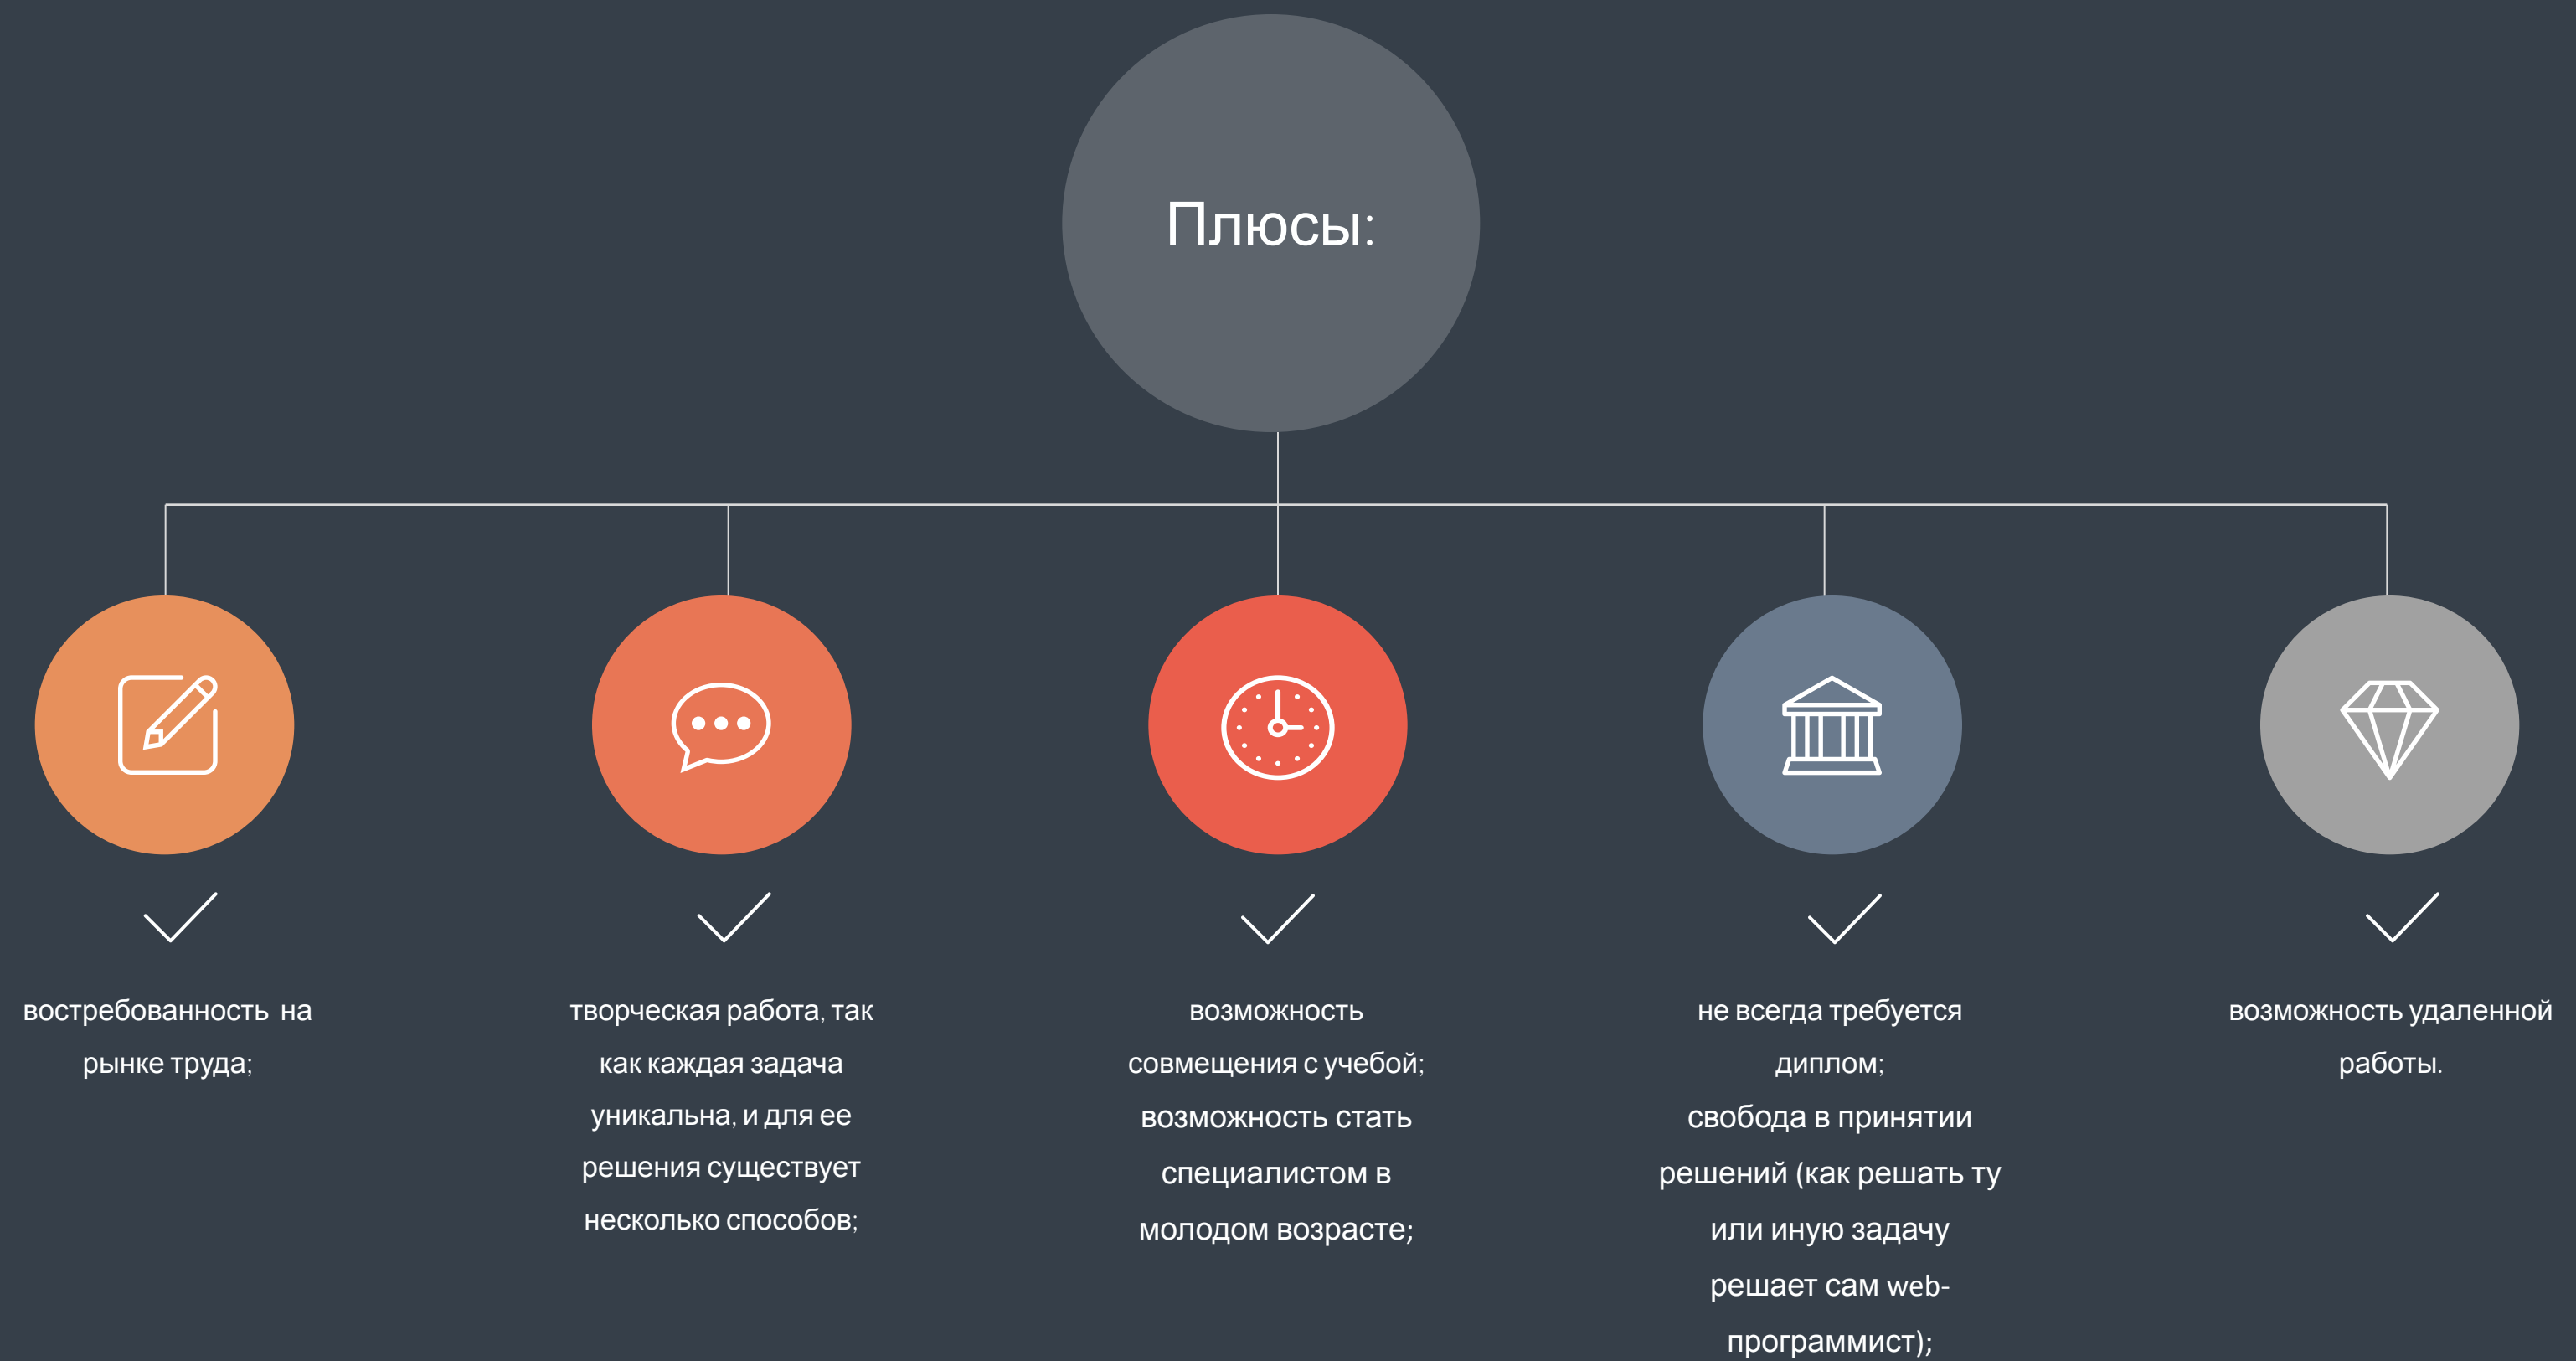 Плюсы:
востребованность на
рынке труда;
творческая работа, так
как каждая задача
уникальна, и для ее
решения существует
несколько способов;
возможность
совмещения с учебой;
возможность стать
специалистом в
молодом возрасте;
не всегда требуется
диплом;
свобода в принятии
решений (как решать ту
или иную задачу
решает сам web-
программист);
возможность удаленной
работы.